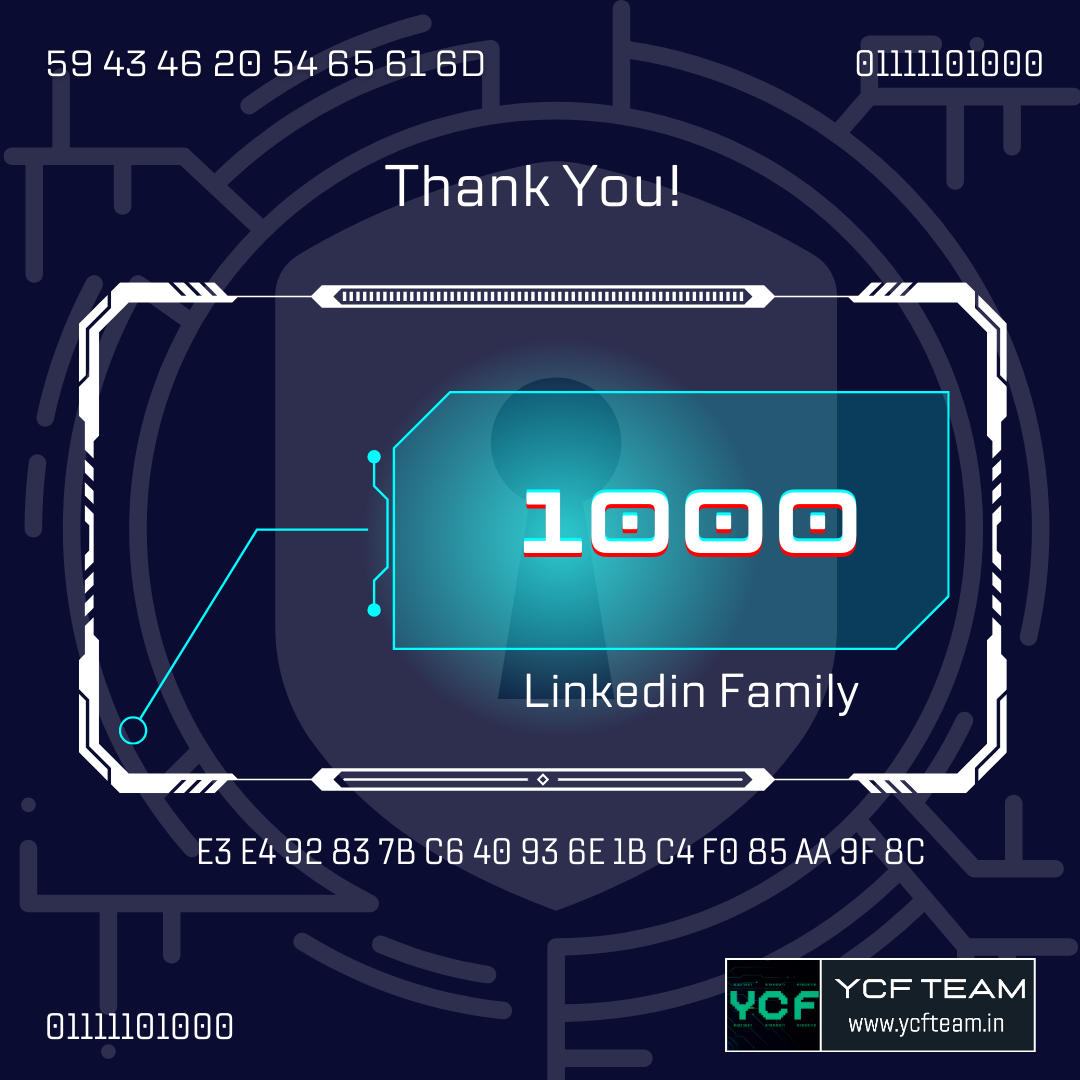 59 43 46 20 54 65 61 6D
01111101000
Thank You!
1000
Linkedin Family
E3 E4 92 83 7B C6 40 93 6E 1B C4 F0 85 AA 9F 8C
01111101000
YCF
YCF TEAM
www.ycfteam.in